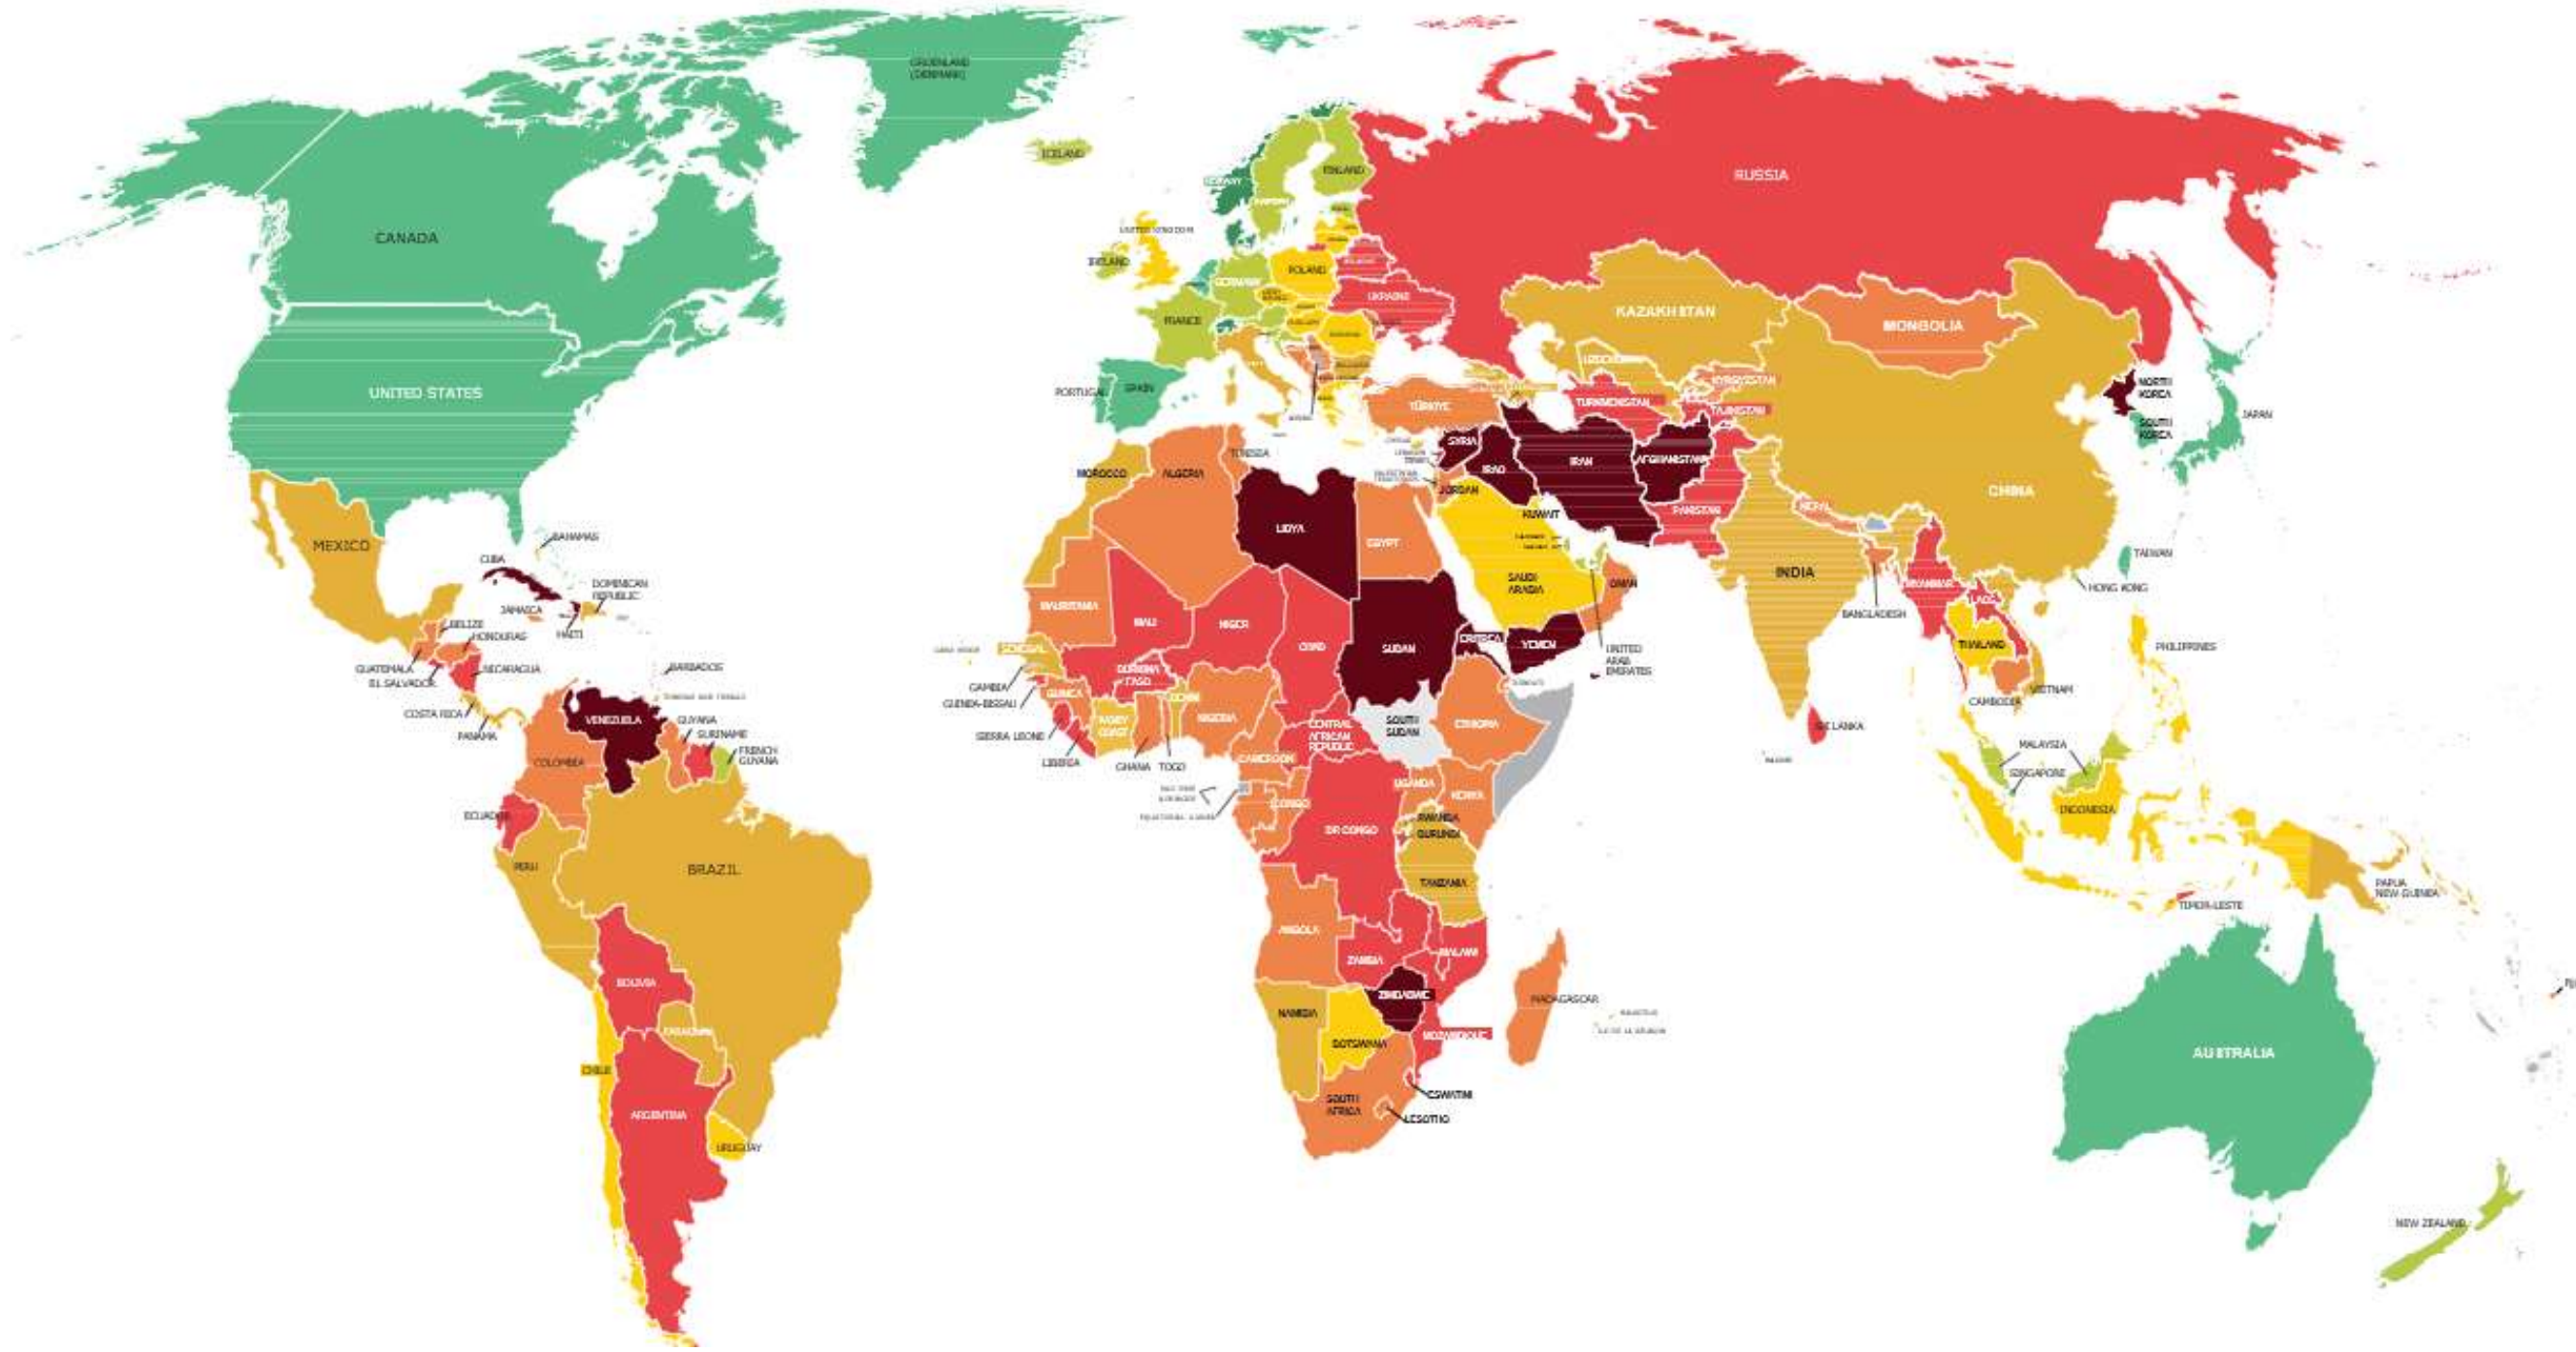 GROENLAND
(DENMARK)
ICELAND
FINLAND
NORWAY
SWEDEN
RUSSIA
CANADA
UNITED KINGDOM
IRELAND
POLAND
GERMANY
UKRAINE
FRANCE
KAZAKHSTAN
MONGOLIA
UNITED STATES
PORTUGAL
SPAIN
TÜRKIYE
KYRGYZSTAN
TURKMENISTAN
TAJIKISTAN
NORTH
KOREA
SOUTH
KOREA
JAPAN
MOROCCO
ALGERIA
TUNISIA
SYRIA
IRAQ
IRAN
AFGHANISTAN
JORDAN
KUWAIT
PAKISTAN
NEPAL
CHINA
MEXICO
BAHAMAS
CUBA
DOMINICAN
REPUBLIC
JAMAICA
HAITI
LIBYA
EGYPT
SAUDI
ARABIA
OMAN
INDIA
BANGLADESH
MYANMAR
LAOS
TAIWAN
HONG KONG
BELIZE
HONDURAS
GUATEMALA
EL SALVADOR
NICARAGUA
BARBADOS
COSTA RICA
PANAMA
MAURITANIA
MALI
NIGER
CHAD
SUDAN
ERITREA
YEMEN
UNITED
ARAB
EMIRATES
THAILAND
VIETNAM
CAMBODIA
PHILIPPINES
SENEGAL
GAMBIA
GUINEA-BISSAU
GUINEA
BURKINA
FASO
BENIN
SIERRA LEONE
LIBERIA
IVORY
COAST
GHANA
TOGO
NIGERIA
CENTRAL
AFRICAN
REPUBLIC
SOUTH
SUDAN
ETHIOPIA
SRI LANKA
VENEZUELA
GUYANA
SURINAME
FRENCH
GUYANA
COLOMBIA
ECUADOR
CAMEROON
CONGO
DR CONGO
UGANDA
KENYA
RWANDA
BURUNDI
TANZANIA
MALAYSIA
SINGAPORE
INDONESIA
PAPUA
NEW GUINEA
TIMOR-LESTE
PERU
BRAZIL
BOLIVIA
PARAGUAY
CHILE
ARGENTINA
URUGUAY
ANGOLA
ZAMBIA
MALAWI
ZIMBABWE
NAMIBIA
BOTSWANA
MOZAMBIQUE
MADAGASCAR
SOUTH
AFRICA
ESWATINI
LESOTHO
AUSTRALIA
NEW ZEALAND